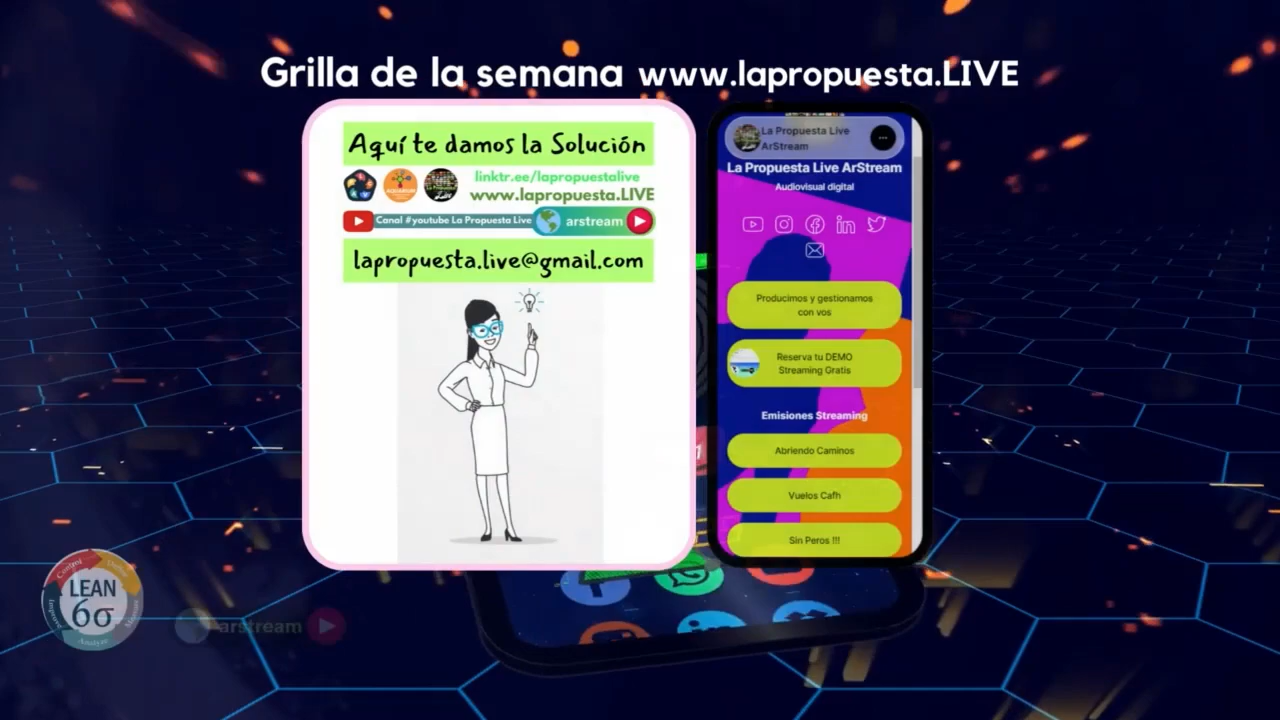 Grilla de la semana www.lapropuesta.LIVE
Aquí te damos la Solución
linktr.ee/lapropuestalive
www.lapropuesta.LIVE
Canal #youtube La Propuesta Live
arstream
lapropuesta.live@gmail.com
La Propuesta Live
ArStream
La Propuesta Live ArStream
Audiovisual digital
Producimos y gestionamos
con vos
Reserva tu DEMO
Streaming Gratis
Emisiones Streaming
Abriendo Caminos
Vuelos Cafh
Sin Peros !!!
Control
Improve
Analyze
LEAN
6σ
arstream